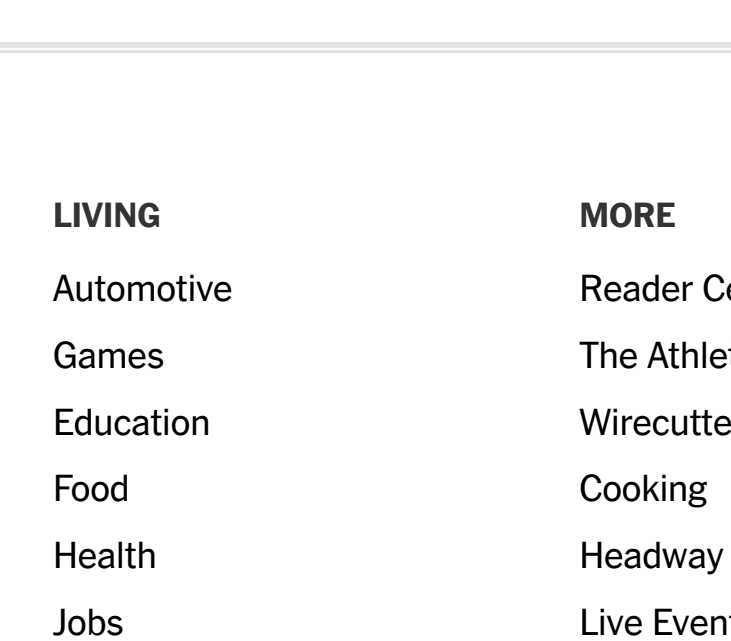 LIVING
Automotive
Games
Education
Food
Health
Jobs
MORE
Reader
The
Cooking
Headway
Live